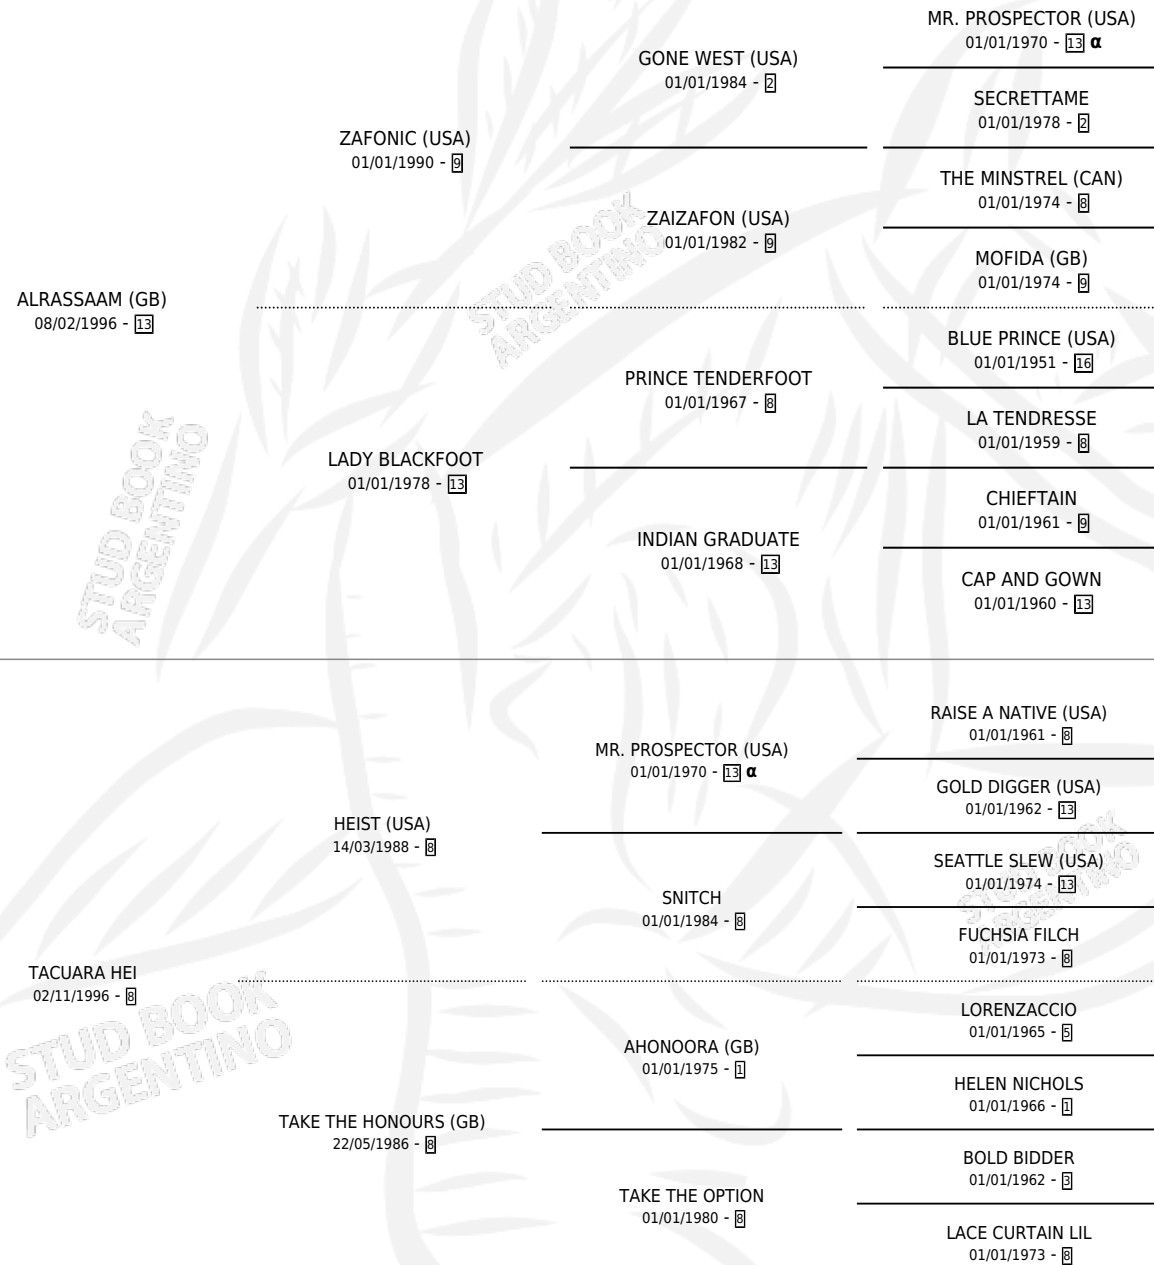 MR. PROSPECTOR (USA)
01/01/1970 - 13 α
GONE WEST (USA)
01/01/1984 - 2
SECRETTAME
01/01/1978 - 2
ZAFONIC (USA)
01/01/1990 - 9
THE MINSTREL (CAN)
01/01/1974 - 8
ZAIZAFON (USA)
01/01/1982 - 9
MOFIDA (GB)
01/01/1974 - 9
STUD BOOK
ARGENTINO
ALRASSAAM (GB)
08/02/1996 - 13
BLUE PRINCE (USA)
01/01/1951 - 16
PRINCE TENDERFOOT
01/01/1967 - 8
LA TENDRESSE
01/01/1959 - 8
LADY BLACKFOOT
01/01/1978 - 13
CHIEFTAIN
01/01/1961 - 9
INDIAN GRADUATE
01/01/1968 - 13
CAP AND GOWN
01/01/1960 - 13
STUD BOOK
ARGENTINO
RAISE A NATIVE (USA)
01/01/1961 - 8
MR. PROSPECTOR (USA)
01/01/1970 - 13 α
GOLD DIGGER (USA)
01/01/1962 - 13
HEIST (USA)
14/03/1988 - 8
SEATTLE SLEW (USA)
01/01/1974 - 13
SNITCH
01/01/1984 - 8
FUCHSIA FILCH
01/01/1973 - 8
STUD BOOK
ARGENTINO
TACUARA HEI
02/11/1996 - 8
LORENZACCIO
01/01/1965 - 5
AHONOORA (GB)
01/01/1975 - 1
HELEN NICHOLS
01/01/1966 - 1
STUD BOOK
ARGENTINO
TAKE THE HONOURS (GB)
22/05/1986 - 8
BOLD BIDDER
01/01/1962 - 3
TAKE THE OPTION
01/01/1980 - 8
LACE CURTAIN LIL
01/01/1973 - 8